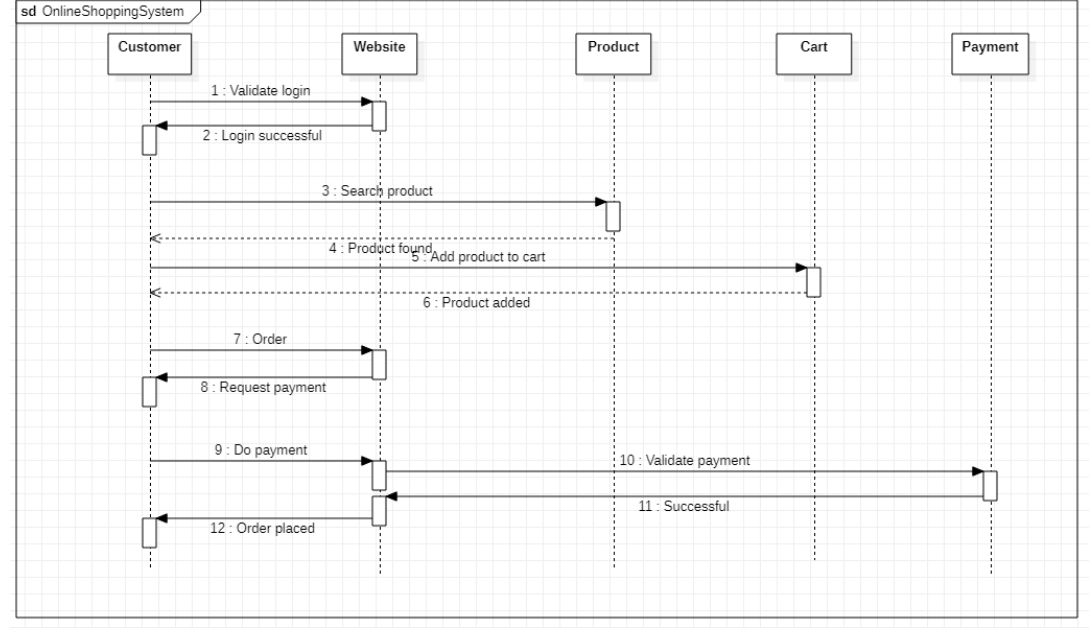 sd OnlineShoppingSystem
Customer
Website
Product
Cart
Payment
1 : Validate login
2 : Login successful
3 : Search product
4 : Product found
5 : Add product to cart
6 : Product added
7 : Order
8 : Request payment
9 : Do payment
10 : Validate payment
11 : Successful
12 : Order placed